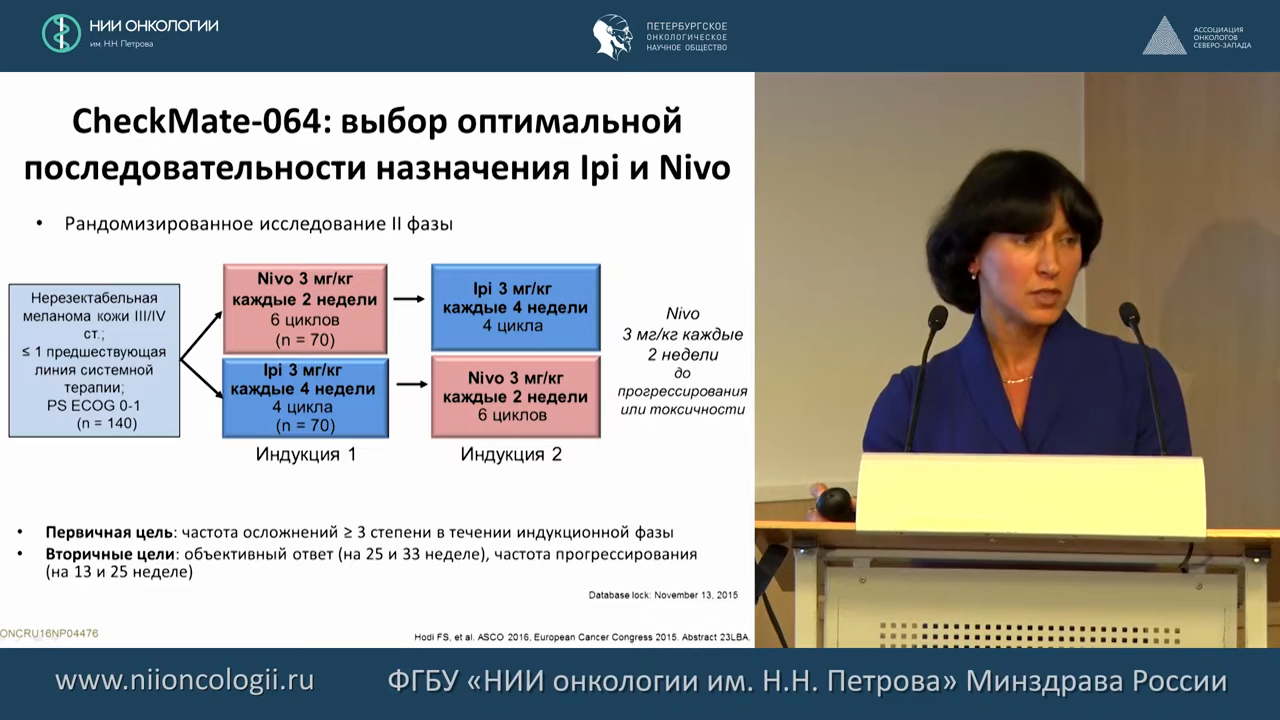 НИИ ОНКОЛОГИИ
им. Н.Н. Петрова
ПЕТЕРБУРГСКОЕ
ОНКОЛОГИЧЕСКОЕ
НАУЧНОЕ ОБЩЕСТВО
АССОЦИАЦИЯ
ОНКОЛОГОВ
СЕВЕРО-ЗАПАДА
CheckMate-064: выбор оптимальной
последовательности назначения Ipi и Nivo
• Рандомизированное исследование II фазы
Нерезектабельная
меланома кожи III/IV
ст.;
≤ 1 предшествующая
линия системной
терапии;
PS ECOG 0-1
(n = 140)
Nivo 3 мг/кг
каждые 2 недели
6 циклов
(n = 70)
Ipi 3 мг/кг
каждые 4 недели
4 цикла
Ipi 3 мг/кг
каждые 4 недели
4 цикла
(n = 70)
Nivo 3 мг/кг
каждые 2 недели
6 циклов
Nivo
3 мг/кг каждые
2 недели
до
прогрессирования
или токсичности
Индукция 1
Индукция 2
• Первичная цель: частота осложнений ≥ 3 степени в течении индукционной фазы
• Вторичные цели: объективный ответ (на 25 и 33 неделе), частота прогрессирования
(на 13 и 25 неделе)
Database lock: November 13, 2015
ONCRU16NP04476
Hodi FS, et al. ASCO 2016, European Cancer Congress 2015. Abstract 23LBA.
www.niioncologii.ru
ФГБУ «НИИ онкологии им. Н.Н. Петрова» Минздрава России